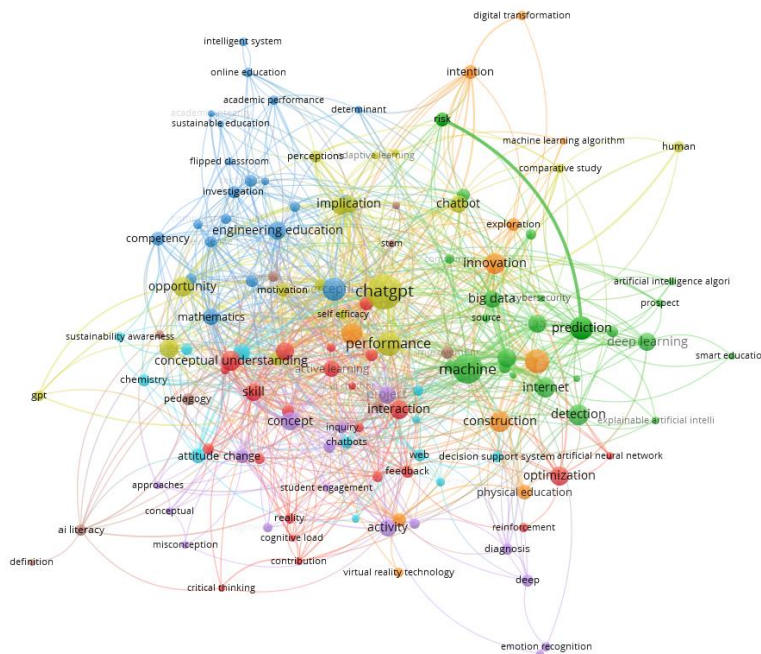 digital transformation
intelligent system
online education
intention
academic performance
determinant
sustainable education
risk
machine learning algorithm
human
perceptions
adaptive learning
flipped classroom
comparative study
investigation
implication
chatbot
engineering education
exploration
competency
stem
innovation
opportunity
motivation
chatgpt
big data
cybersecurity
artificial intelligence algori
prospect
mathematics
self efficacy
source
prediction
sustainability awareness
performance
deep learning
conceptual understanding
smart education
active learning
machine
chemistry
internet
gpt
pedagogy
skill
project
interaction
detection
concept
construction
explainable artificial intelli
inquiry
chatbots
attitude change
web
decision support system
artificial neural network
feedback
optimization
approaches
student engagement
physical education
conceptual
reality
activity
reinforcement
ai literacy
cognitive load
misconception
diagnosis
definition
contribution
virtual reality technology
deep
critical thinking
emotion recognition